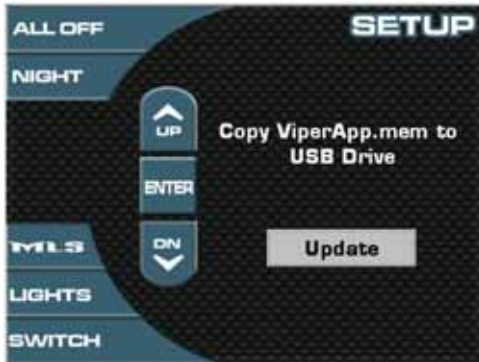 ALL OFF
SETUP
NIGHT
UP
Copy ViperApp.mem to
USB Drive
ENTER
DN
Update
MLS
LIGHTS
SWITCH